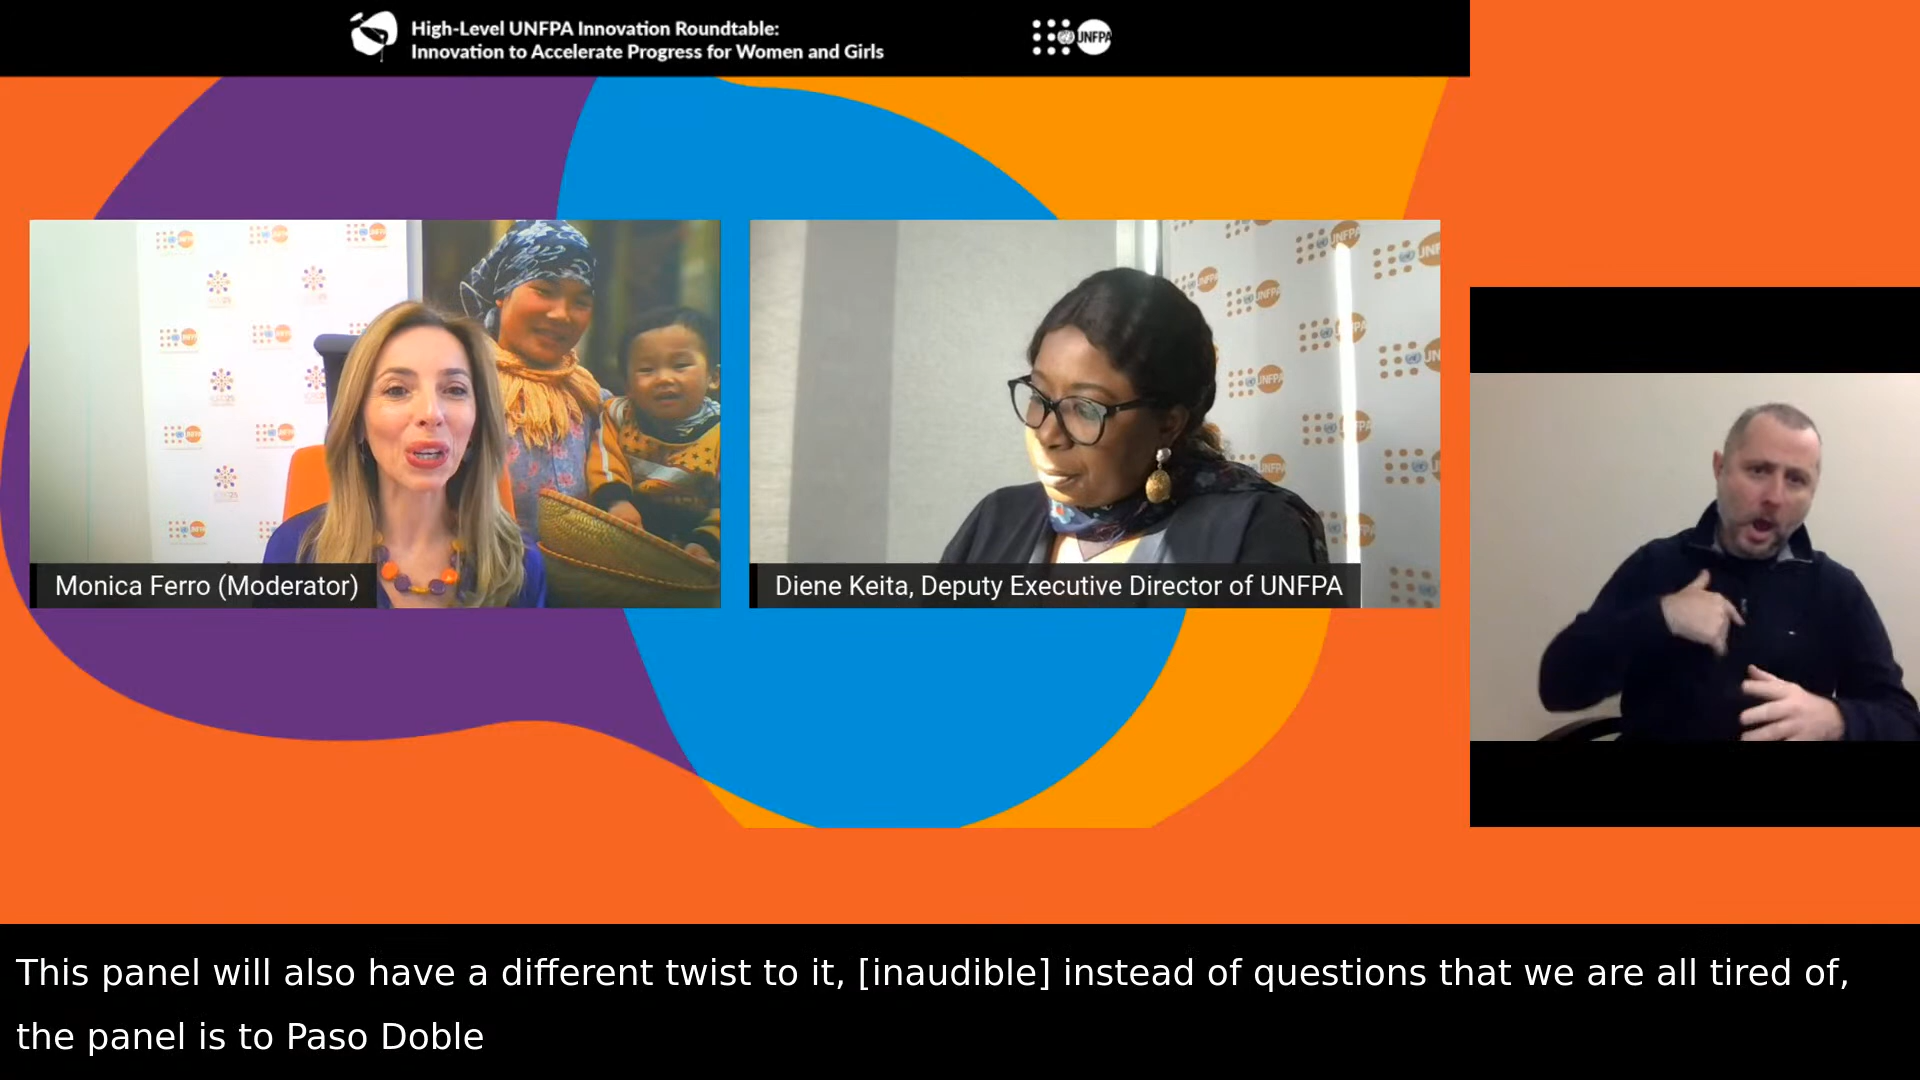 High-Level UNFPA Innovation Roundtable:
Innovation to Accelerate Progress for Women and Girls
UNFPA
Monica Ferro (Moderator)
Diene Keita, Deputy Executive Director of UNFPA
This panel will also have a different twist to it, [inaudible] instead of questions that we are all tired of,
the panel is to Paso Doble